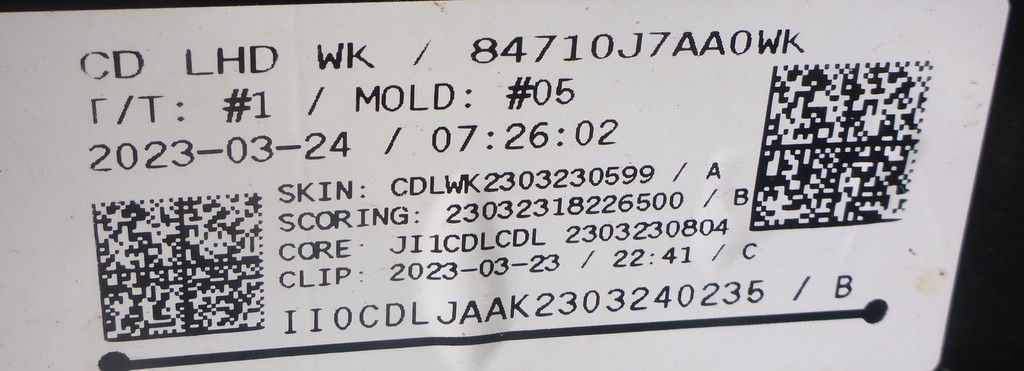 CD LHD WK / 84710J7AA0WK
T/T: #1 / MOLD: #05
2023-03-24 / 07:26:02
SKIN: CDLWK2303230599 / A
SCORING: 23032318226500 / B
CORE: JI1CDLCDL 2303230804
CLIP: 2023-03-23 / 22:41 / C
II0CDLJAAK2303240235 / B